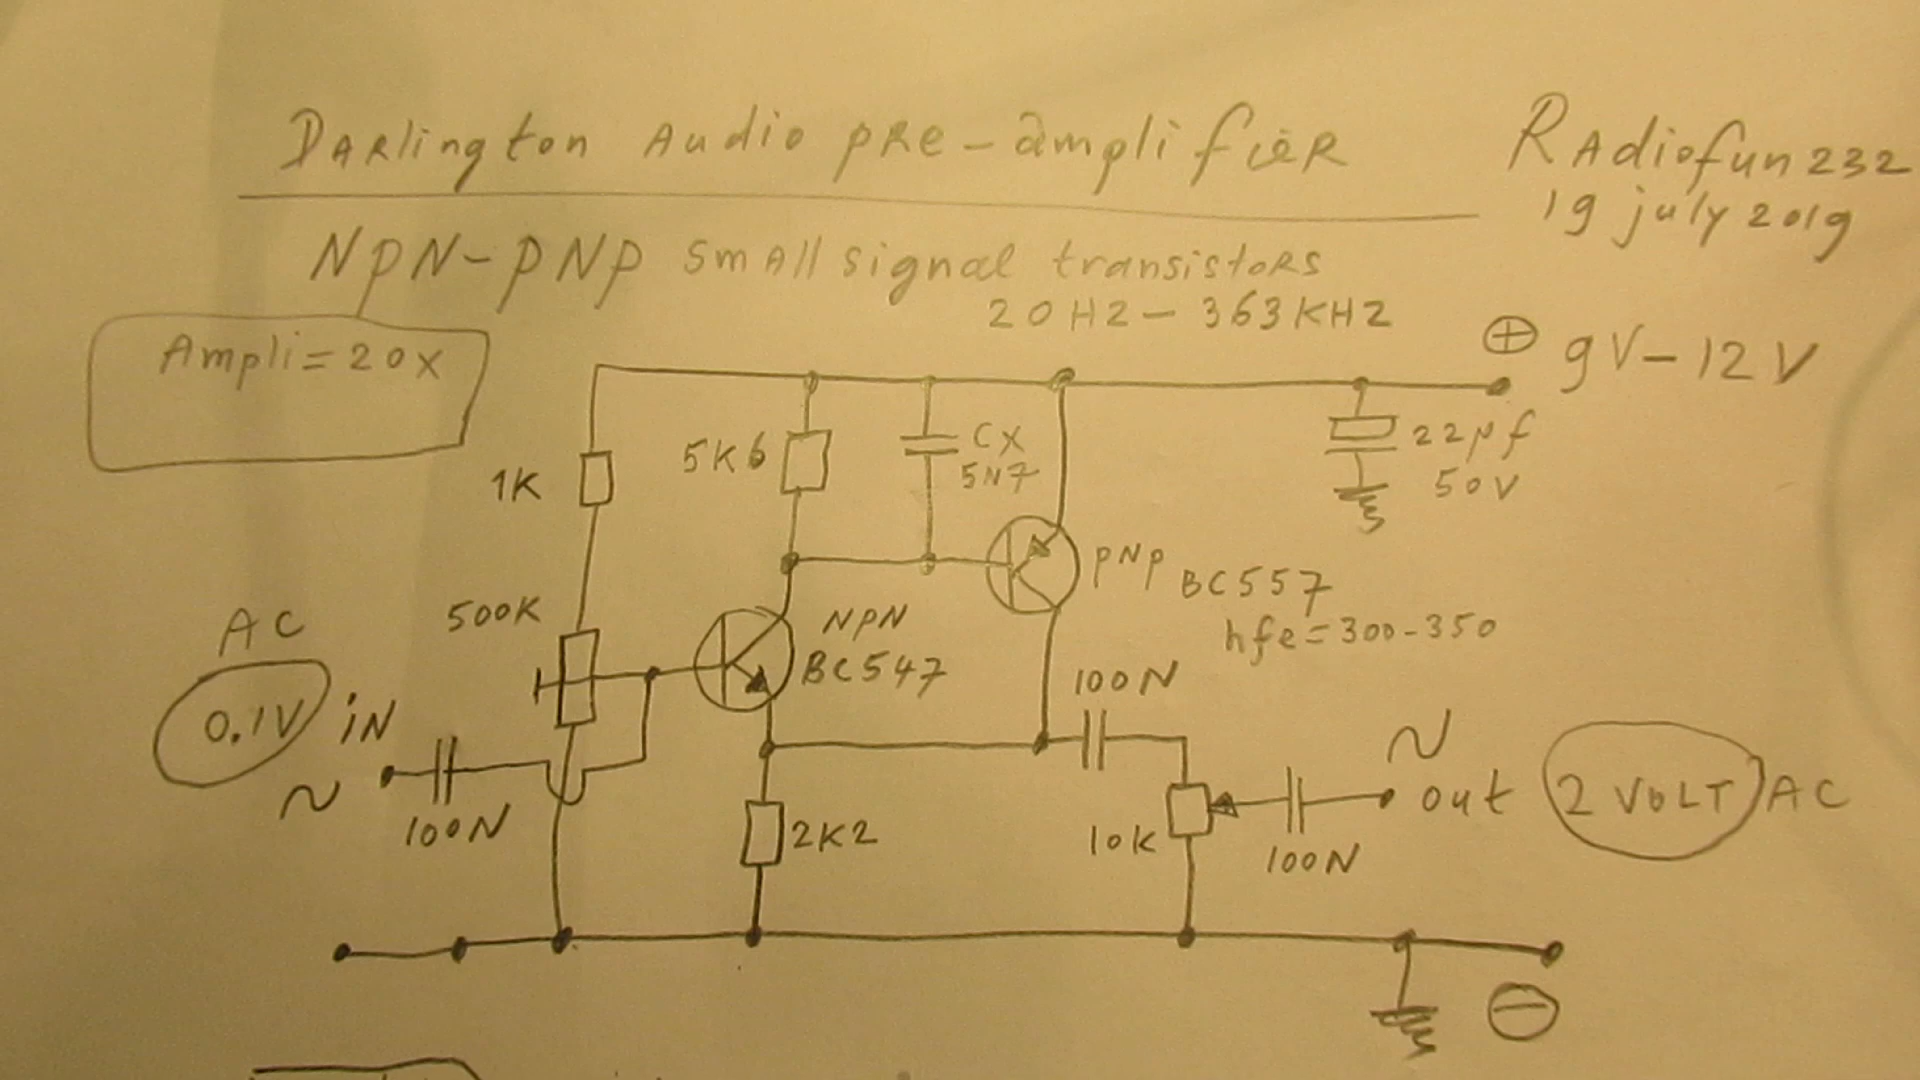 DARlington Audio pRe-amplifier
RAdiofun232
19 july 2019
NPN-PNP small signal transistoRs
20HZ - 363KHZ
Ampli=20x
⊕ 9V-12V
5K6
CX
5N7
22µf
50V
1K
PNP
BC557
hfe=300-350
500K
NPN
BC547
AC
0.1V iN
~
100N
100N
2K2
10K
100N
~
out 2 VOLT AC
⊖